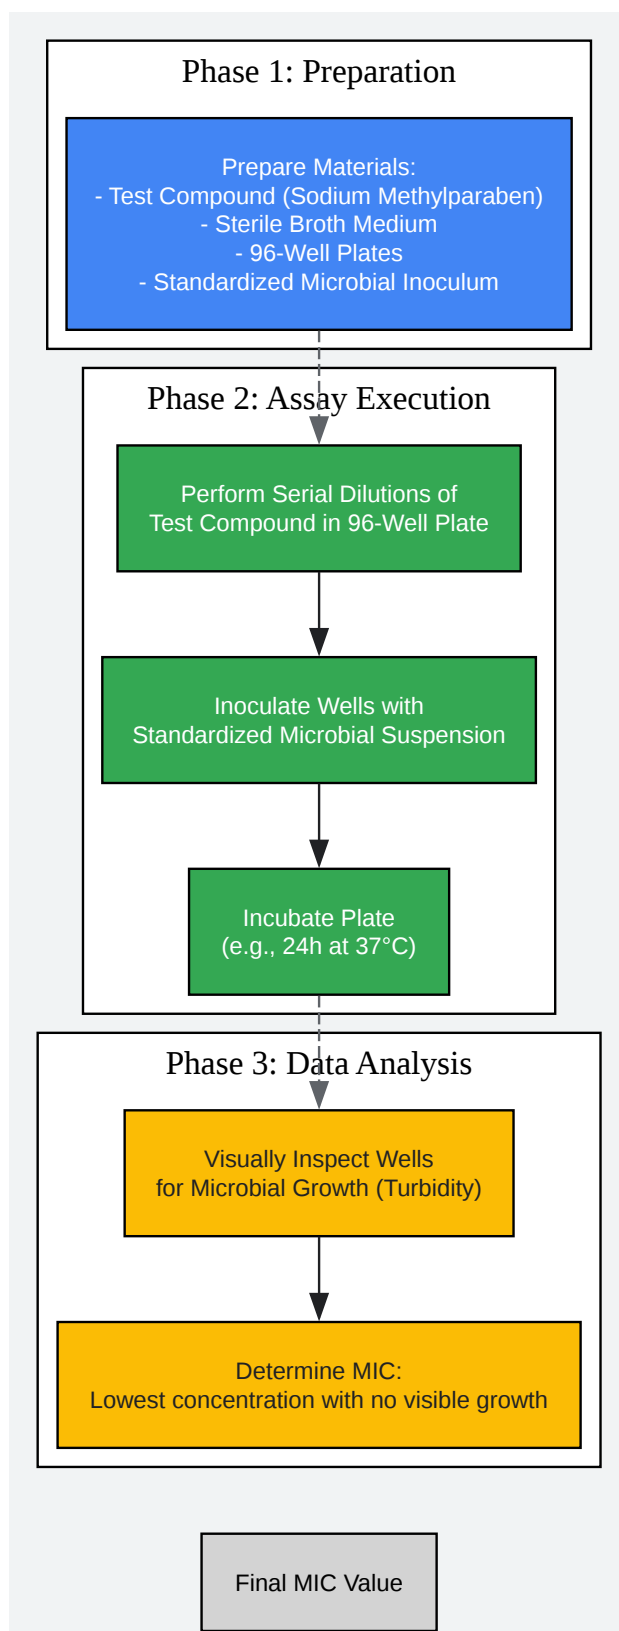 Phase 1: Preparation
Prepare Materials:
- Test Compound (Sodium Methylparaben)
- Sterile Broth Medium
- 96-Well Plates
- Standardized Microbial Inoculum
Phase 2: Assay Execution
Perform Serial Dilutions of
Test Compound in 96-Well Plate
Inoculate Wells with
Standardized Microbial Suspension
Incubate Plate
(e.g., 24h at 37°C)
Phase 3: Data Analysis
Visually Inspect Wells
for Microbial Growth (Turbidity)
Determine MIC:
Lowest concentration with no visible growth
Final MIC Value